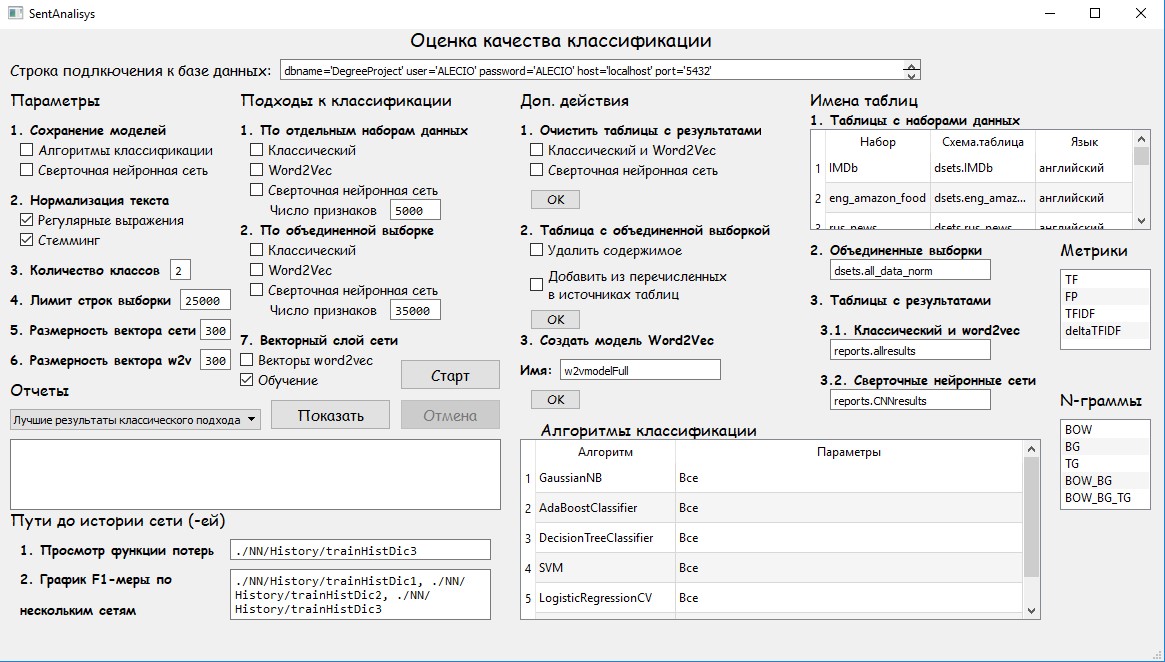 SentAnalisys
Оценка качества классификации
Строка подлкючения к базе данных:
dbname='DegreeProject' user='ALECIO' password='ALECIO' host='localhost' port='5432'
Параметры
1. Сохранение моделей
Алгоритмы классификации
Сверточная нейронная сеть
2. Нормализация текста
Регулярные выражения
Стемминг
3. Количество классов 2
4. Лимит строк выборки 25000
5. Размерность вектора сети 300
6. Размерность вектора w2v 300
Подходы к классификации
1. По отдельным наборам данных
Классический
Word2Vec
Сверточная нейронная сеть
Число признаков 5000
2. По объединенной выборке
Классический
Word2Vec
Сверточная нейронная сеть
Число признаков 35000
7. Векторный слой сети
Векторы word2vec
Обучение
Старт
Отчеты
Лучшие результаты классического подхода
Показать
Отмена
Пути до истории сети (-ей)
1. Просмотр функции потерь
./NN/History/trainHistDic3
2. График F1-меры по
нескольким сетям
./NN/History/trainHistDic1, ./NN/
History/trainHistDic2, ./NN/
History/trainHistDic3
Доп. действия
1. Очистить таблицы с результатами
Классический и Word2Vec
Сверточная нейронная сеть
OK
2. Таблица с объединенной выборкой
Удалить содержимое
Добавить из перечисленных
в источниках таблиц
OK
3. Создать модель Word2Vec
Имя: w2vmodelFull
OK
Алгоритмы классификации
Алгоритм Параметры
1 GaussianNB Все
2 AdaBoostClassifier Все
3 DecisionTreeClassifier Все
4 SVM Все
5 LogisticRegressionCV Все
Имена таблиц
1. Таблицы с наборами данных
Набор Схема.таблица Язык
1 IMDb dsets.IMDb английский
2 eng_amazon_food dsets.eng_amaz... английский
3 rus_news dsets.rus_news английский
2. Объединенные выборки
dsets.all_data_norm
3. Таблицы с результатами
3.1. Классический и word2vec
reports.allresults
3.2. Сверточные нейронные сети
reports.CNNresults
Метрики
TF
FP
TFIDF
deltaTFIDF
N-граммы
BOW
BG
TG
BOW_BG
BOW_BG_TG